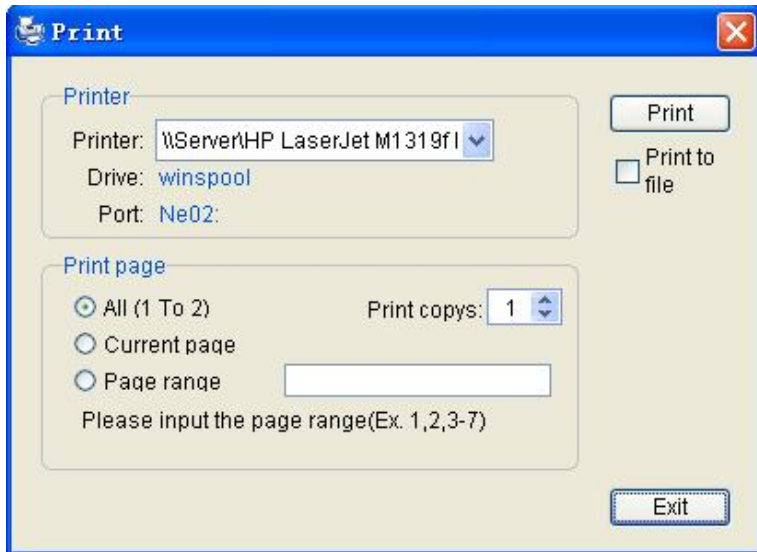 Print
Printer
Printer: \\Server\HP LaserJet M1319f
Drive: winspool
Port: Ne02:
Print
Print to
file
Print page
All (1 To 2)
Print copys: 1
Current page
Page range
Please input the page range(Ex. 1,2,3-7)
Exit